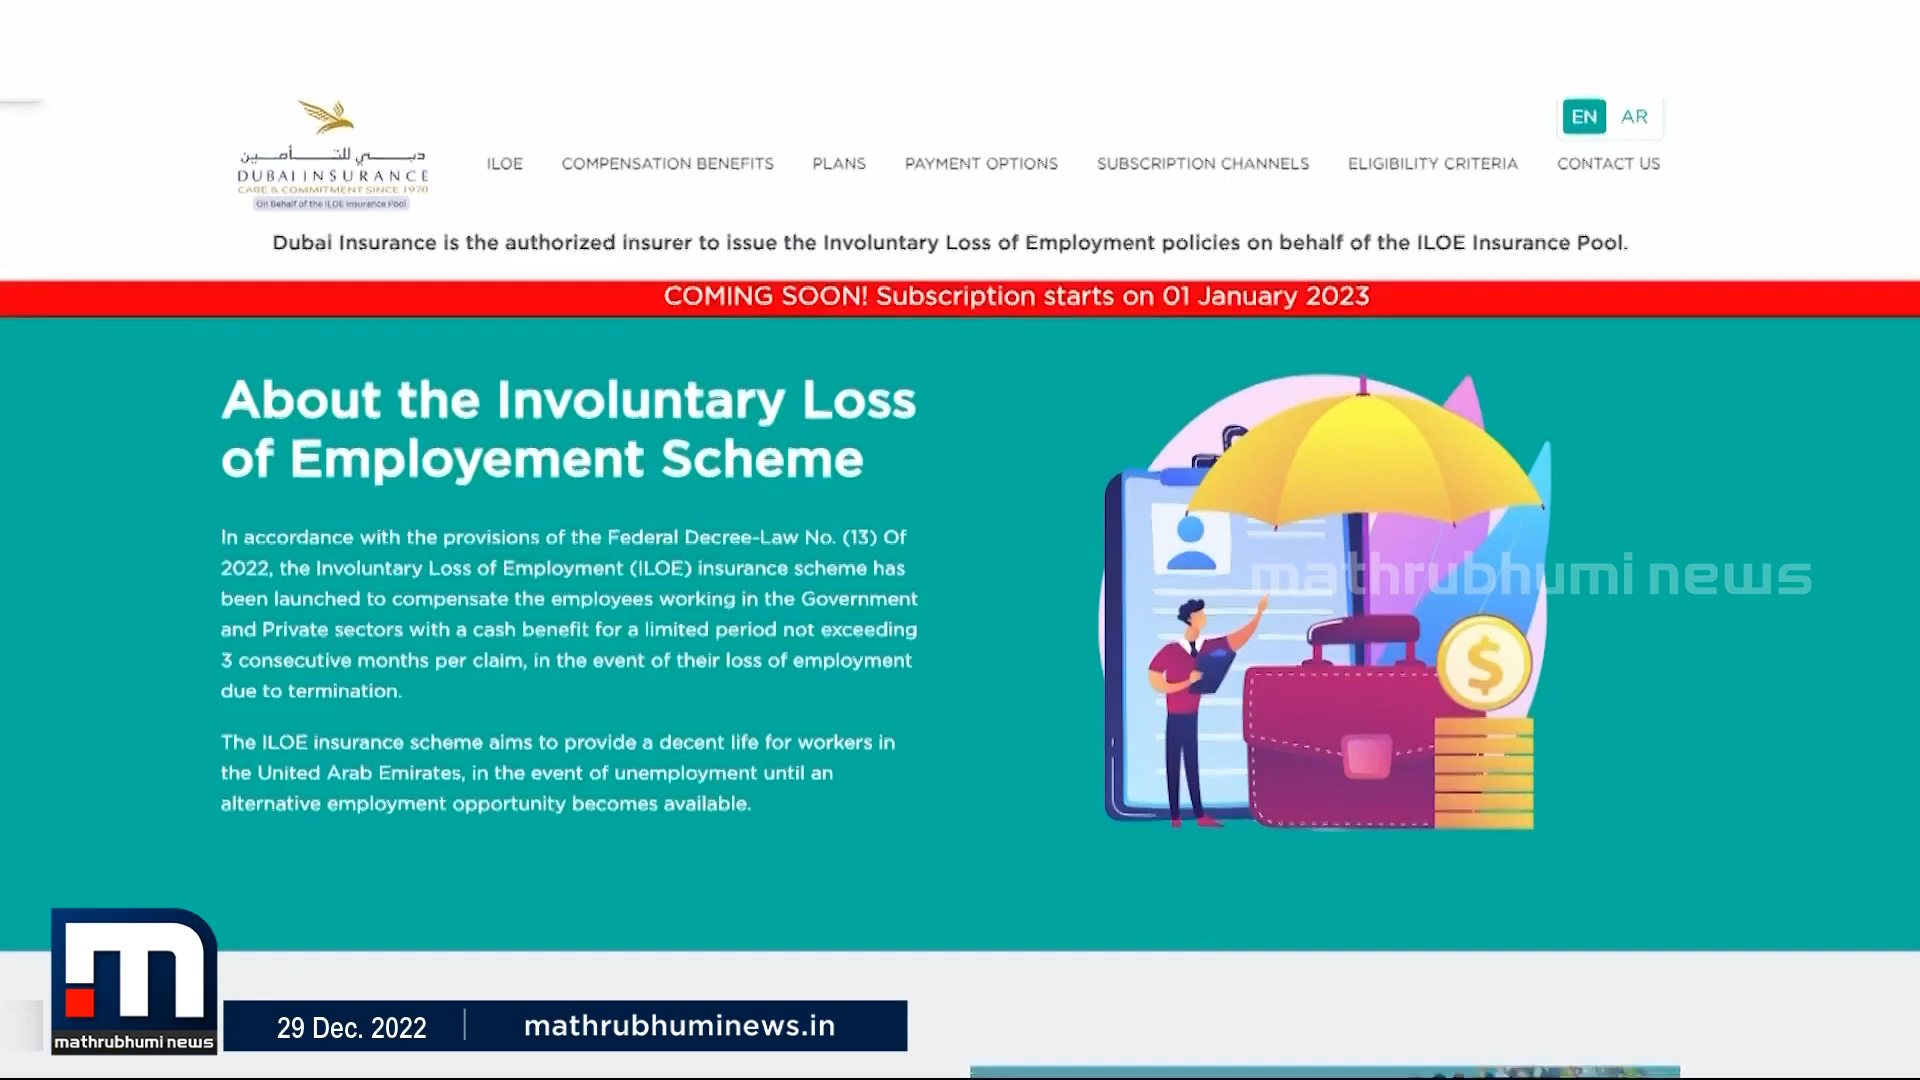 EN AR
دبي للتأمين
DUBAI INSURANCE
CARE & COMMITMENT SINCE 1970
On Behalf of the ILOE Insurance Pool
ILOE COMPENSATION BENEFITS PLANS PAYMENT OPTIONS SUBSCRIPTION CHANNELS ELIGIBILITY CRITERIA CONTACT US
Dubai Insurance is the authorized insurer to issue the Involuntary Loss of Employment policies on behalf of the ILOE Insurance Pool.
COMING SOON! Subscription starts on 01 January 2023
About the Involuntary Loss
of Employement Scheme
In accordance with the provisions of the Federal Decree-Law No. (13) Of
2022, the Involuntary Loss of Employment (ILOE) insurance scheme has
been launched to compensate the employees working in the Government
and Private sectors with a cash benefit for a limited period not exceeding
3 consecutive months per claim, in the event of their loss of employment
due to termination.
The ILOE insurance scheme aims to provide a decent life for workers in
the United Arab Emirates, in the event of unemployment until an
alternative employment opportunity becomes available.
$
mathrubhumi news
mathrubhumi news
29 Dec. 2022 | mathrubhuminews.in